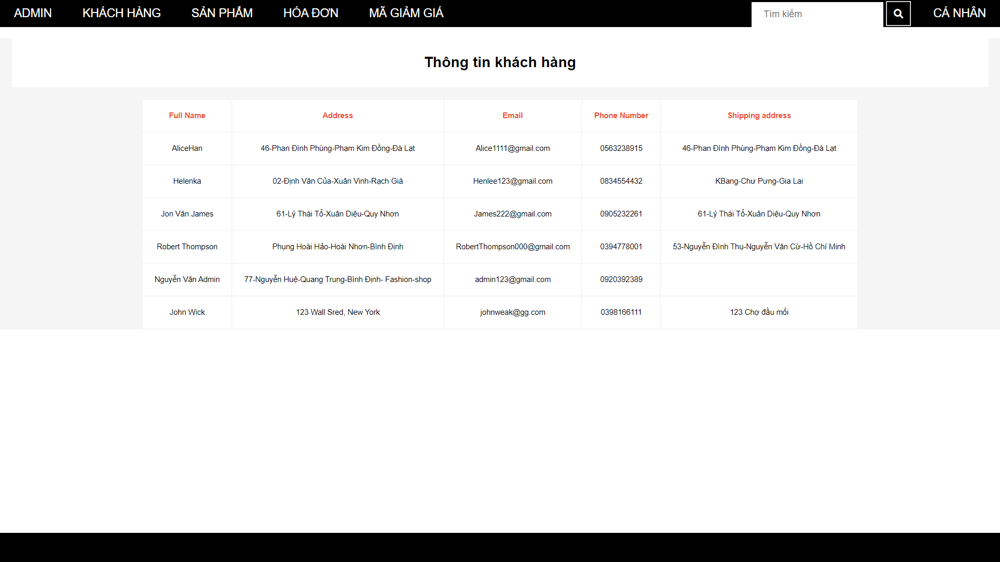 ADMIN KHÁCH HÀNG SẢN PHẨM HÓA ĐƠN MÃ GIẢM GIÁ Tìm kiếm CÁ NHÂN
Thông tin khách hàng
Full Name Address Email Phone Number Shipping address
AliceHan 46-Phan Đình Phùng-Phạm Kim Đồng-Đà Lạt Alice1111@gmail.com 0563238915 46-Phan Đình Phùng-Phạm Kim Đồng-Đà Lạt
Helenka 02-Định Văn Của-Xuân Vinh-Rạch Giá Henlee123@gmail.com 0834554432 KBang-Chư Pưng-Gia Lai
Jon Văn James 61-Lý Thái Tổ-Xuân Diệu-Quy Nhơn James222@gmail.com 0905232261 61-Lý Thái Tổ-Xuân Diệu-Quy Nhơn
Robert Thompson Phụng Hoài Hảo-Hoài Nhơn-Bình Định RobertThompson000@gmail.com 0394778001 53-Nguyễn Đình Thụ-Nguyễn Văn Cừ-Hồ Chí Minh
Nguyễn Văn Admin 77-Nguyễn Huệ-Quang Trung-Bình Định- Fashion-shop admin123@gmail.com 0920392389
John Wick 123 Wall Sred, New York johnweak@gg.com 0398166111 123 Chợ đầu mối